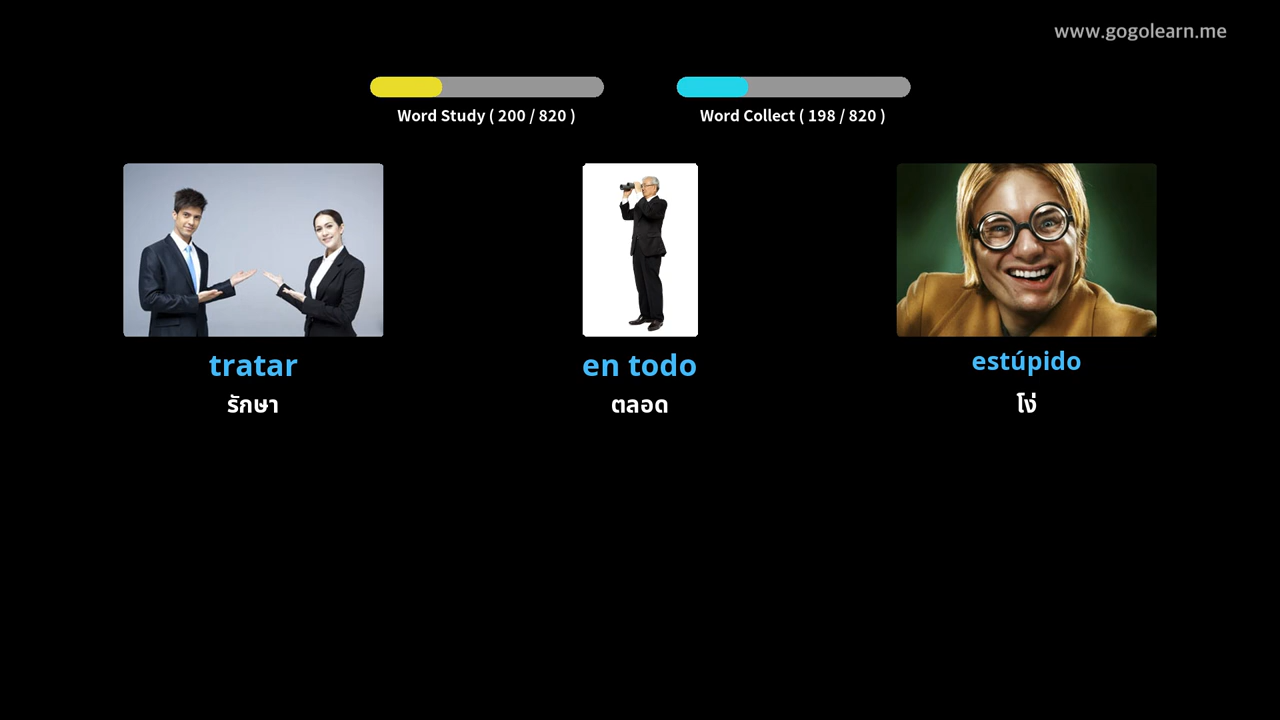 www.gogolearn.me
Word Study ( 200 / 820 )
Word Collect ( 198 / 820 )
tratar
en todo
estúpido
รักษา
ตลอด
โง่